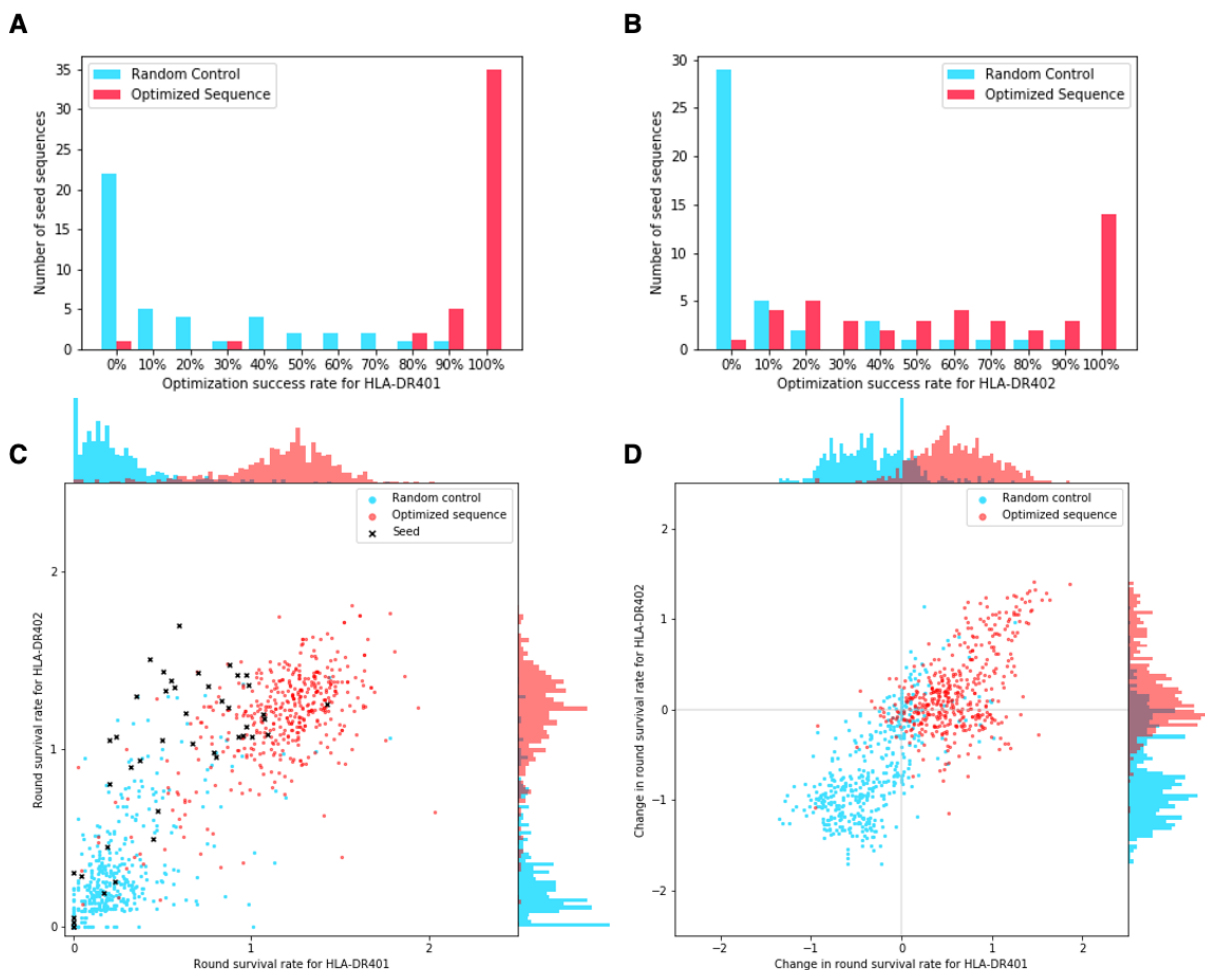 A
B
Number of seed sequences
35
30
25
20
15
10
5
0
Random Control
Optimized Sequence
0% 10% 20% 30% 40% 50% 60% 70% 80% 90% 100%
Optimization success rate for HLA-DR401
Number of seed sequences
30
25
20
15
10
5
0
Random Control
Optimized Sequence
0% 10% 20% 30% 40% 50% 60% 70% 80% 90% 100%
Optimization success rate for HLA-DR402
C
Round survival rate for HLA-DR402
2
1
0
Random control
Optimized sequence
Seed
0 1 2
Round survival rate for HLA-DR401
D
Change in round survival rate for HLA-DR402
2
1
0
−1
−2
Random control
Optimized sequence
−2 −1 0 1 2
Change in round survival rate for HLA-DR401